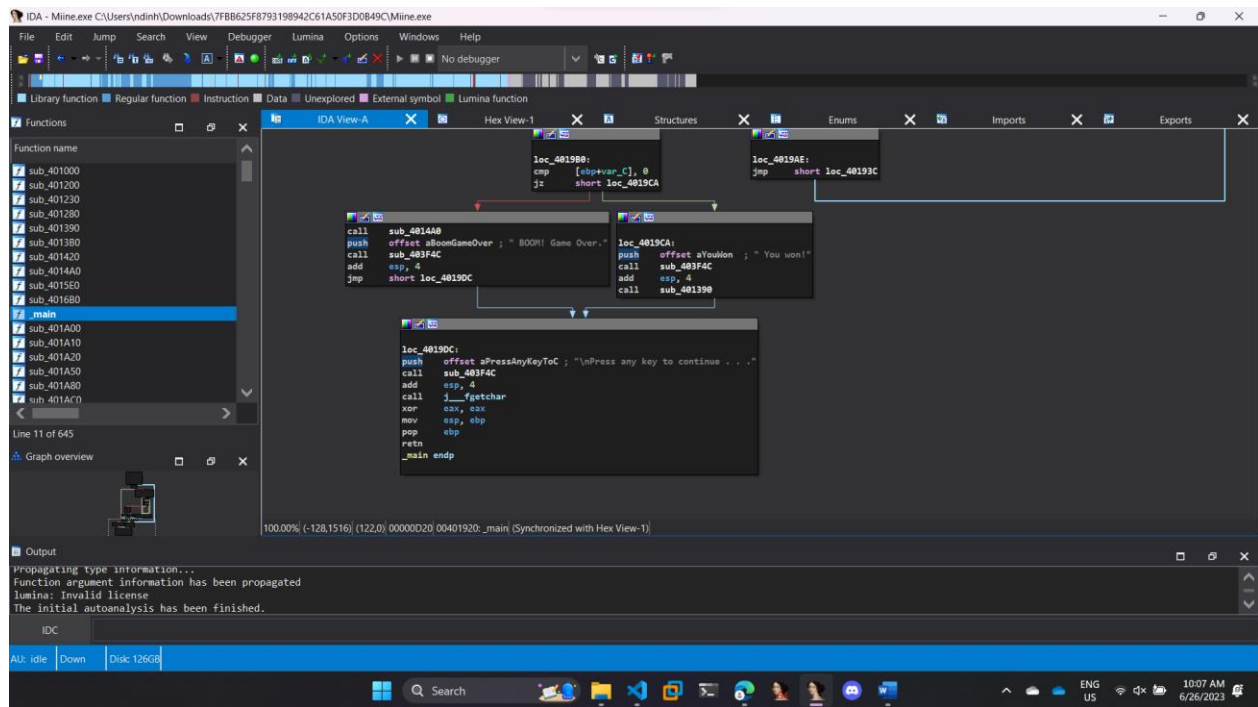 IDA - Miine.exe C:\Users\ndinh\Downloads\7FBB625F8793198942C61A50F3D0B49C\Miine.exe
File Edit Jump Search View Debugger Lumina Options Windows Help
No debugger
Library function Regular function Instruction Data Unexplored External symbol Lumina function
Functions
IDA View-A Hex View-1 Structures Enums Imports Exports
Function name
sub_401000
sub_401200
sub_401230
sub_401280
sub_401390
sub_4013B0
sub_401420
sub_4014A0
sub_4015E0
sub_401680
_main
sub_401A00
sub_401A10
sub_401A20
sub_401A50
sub_401A80
sub_401AC0
Line 11 of 645
Graph overview
loc_4019B0:
cmp [ebp+var_C], 0
jz short loc_4019CA
loc_4019AE:
jmp short loc_40193C
call sub_4014A0
push offset aBoomGameOver ; " BOOM! Game Over."
call sub_403F4C
add esp, 4
jmp short loc_4019DC
loc_4019CA:
push offset aYouWon ; " You won!"
call sub_403F4C
add esp, 4
call sub_401390
loc_4019DC:
push offset aPressAnyKeyToC ; "\nPress any key to continue . . ."
call sub_403F4C
add esp, 4
call j___fgetchar
xor eax, eax
mov esp, ebp
pop ebp
retn
_main endp
100.00% (-128,1516) (122,0) 00000D20 00401920: _main (Synchronized with Hex View-1)
Output
Propagating type information...
Function argument information has been propagated
lumina: Invalid license
The initial autoanalysis has been finished.
IDC
AU: idle Down Disk: 126GB
Search
ENG
US
10:07 AM
6/26/2023